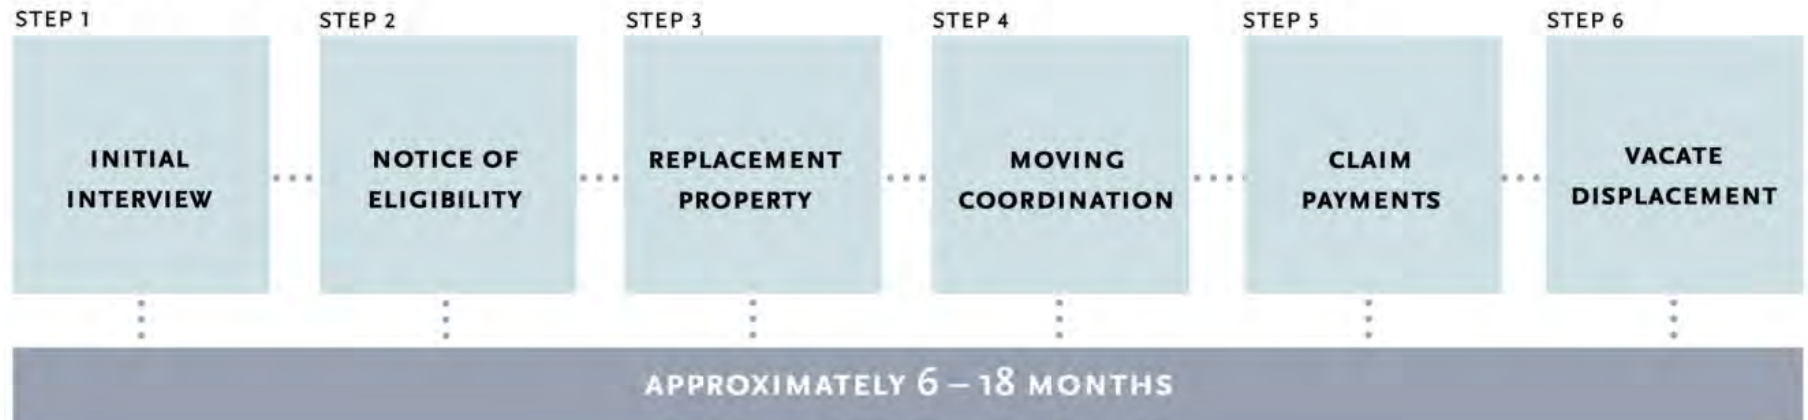 STEP 1
INITIAL
INTERVIEW
STEP 2
NOTICE OF
ELIGIBILITY
STEP 3
REPLACEMENT
PROPERTY
STEP 4
MOVING
COORDINATION
STEP 5
CLAIM
PAYMENTS
STEP 6
VACATE
DISPLACEMENT
APPROXIMATELY 6 – 18 MONTHS